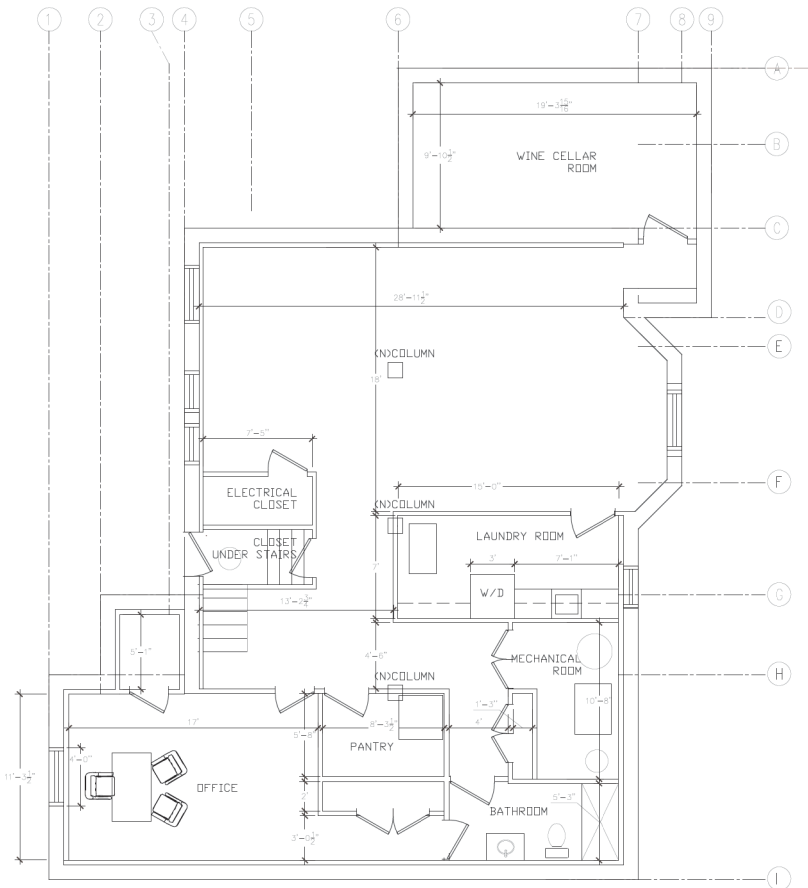 1
2
3
4
5
6
7
8
9
A
19'-3 15/16"
9'-10 1/2"
WINE CELLAR
ROOM
B
C
28'-11 1/2"
D
E
(N)COLUMN
18'
7'-5"
F
15'-0"
ELECTRICAL
CLOSET
(N)COLUMN
LAUNDRY ROOM
CLOSET
UNDER STAIRS
7'
3'
7'-1"
W/D
13'-2 3/4"
G
5'-1"
4'-6"
MECHANICAL
ROOM
H
(N)COLUMN
10'-8"
1'-3"
17'
8'-3 1/2"
4'
5'-8"
PANTRY
4'-0"
11'-3 1/2"
OFFICE
2'
BATHROOM
5'-3"
3'-0 1/2"
I